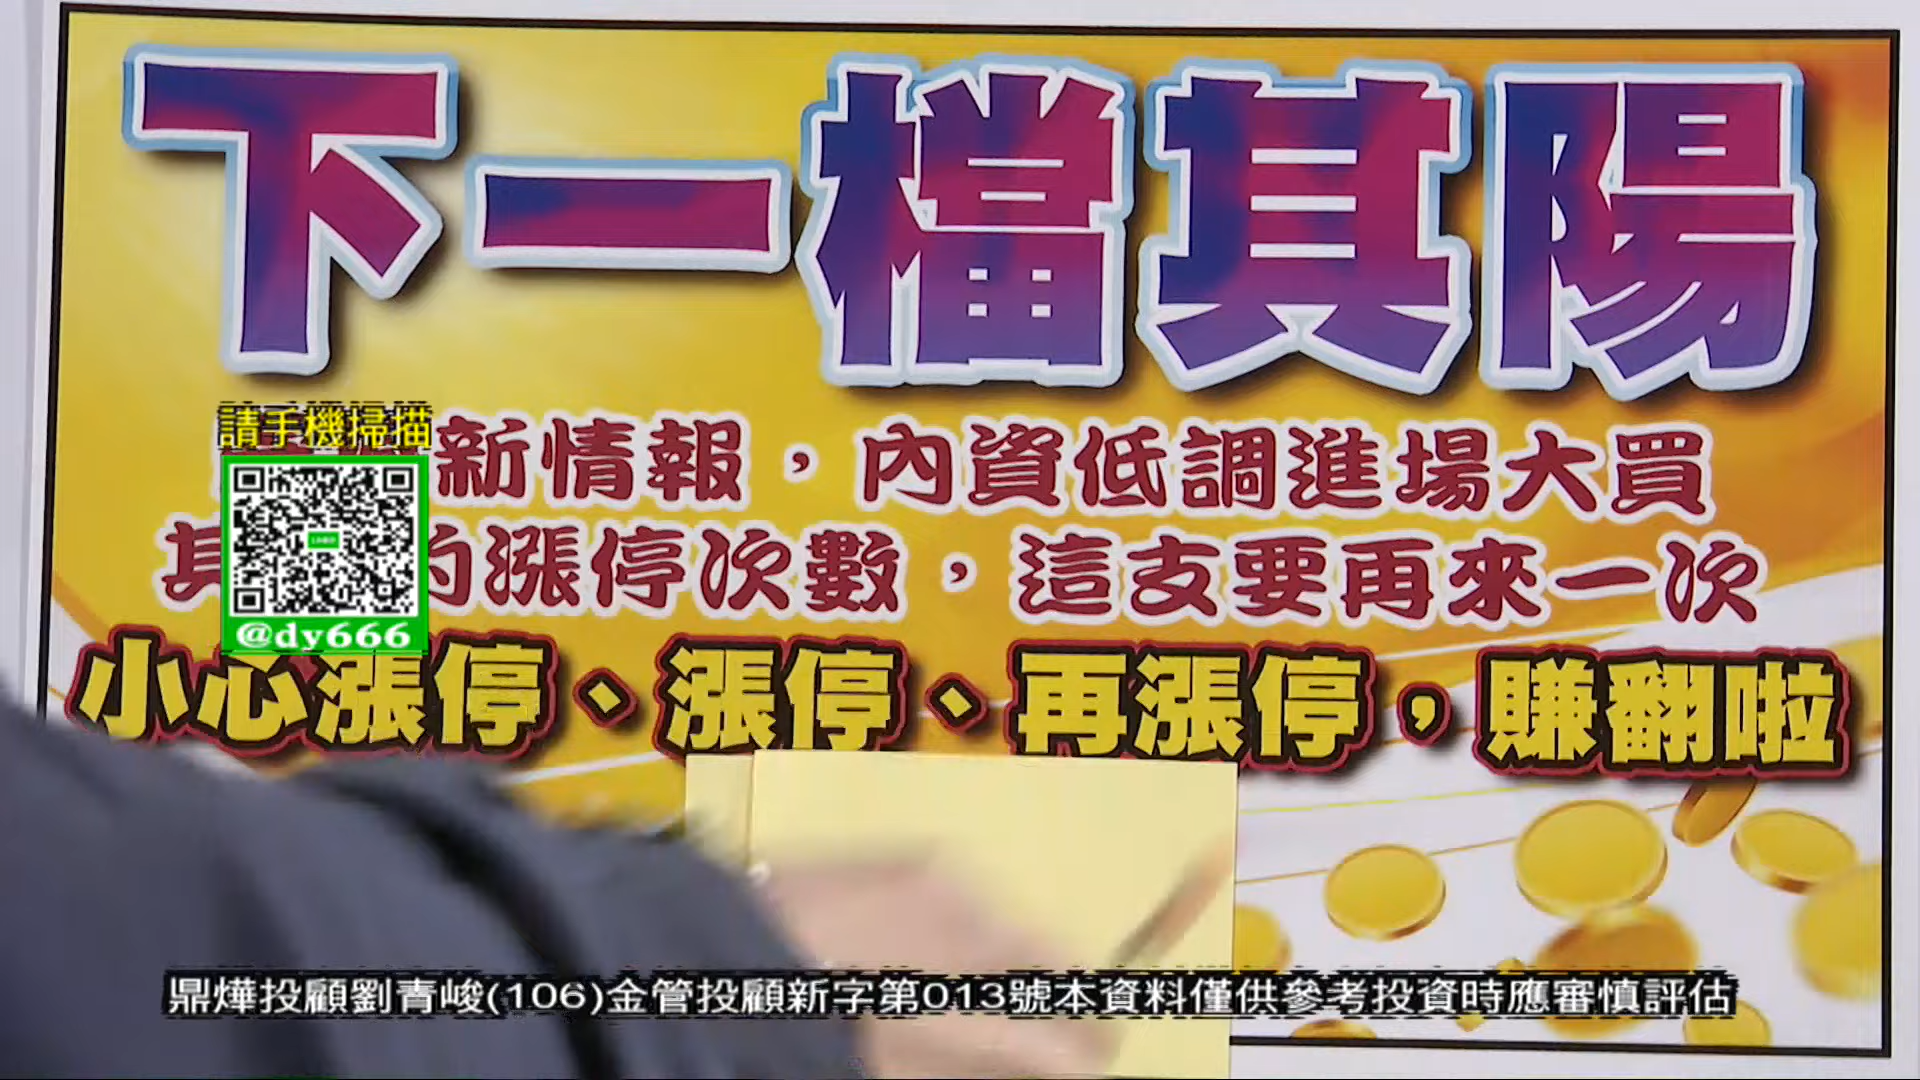 下一檔其陽
請手機掃描
新情報，內資低調進場大買
其 的漲停次數，這支要再來一次
@dy666
小心漲停、漲停、再漲停，賺翻啦
鼎燁投顧劉青峻(106)金管投顧新字第013號本資料僅供參考投資時應審慎評估